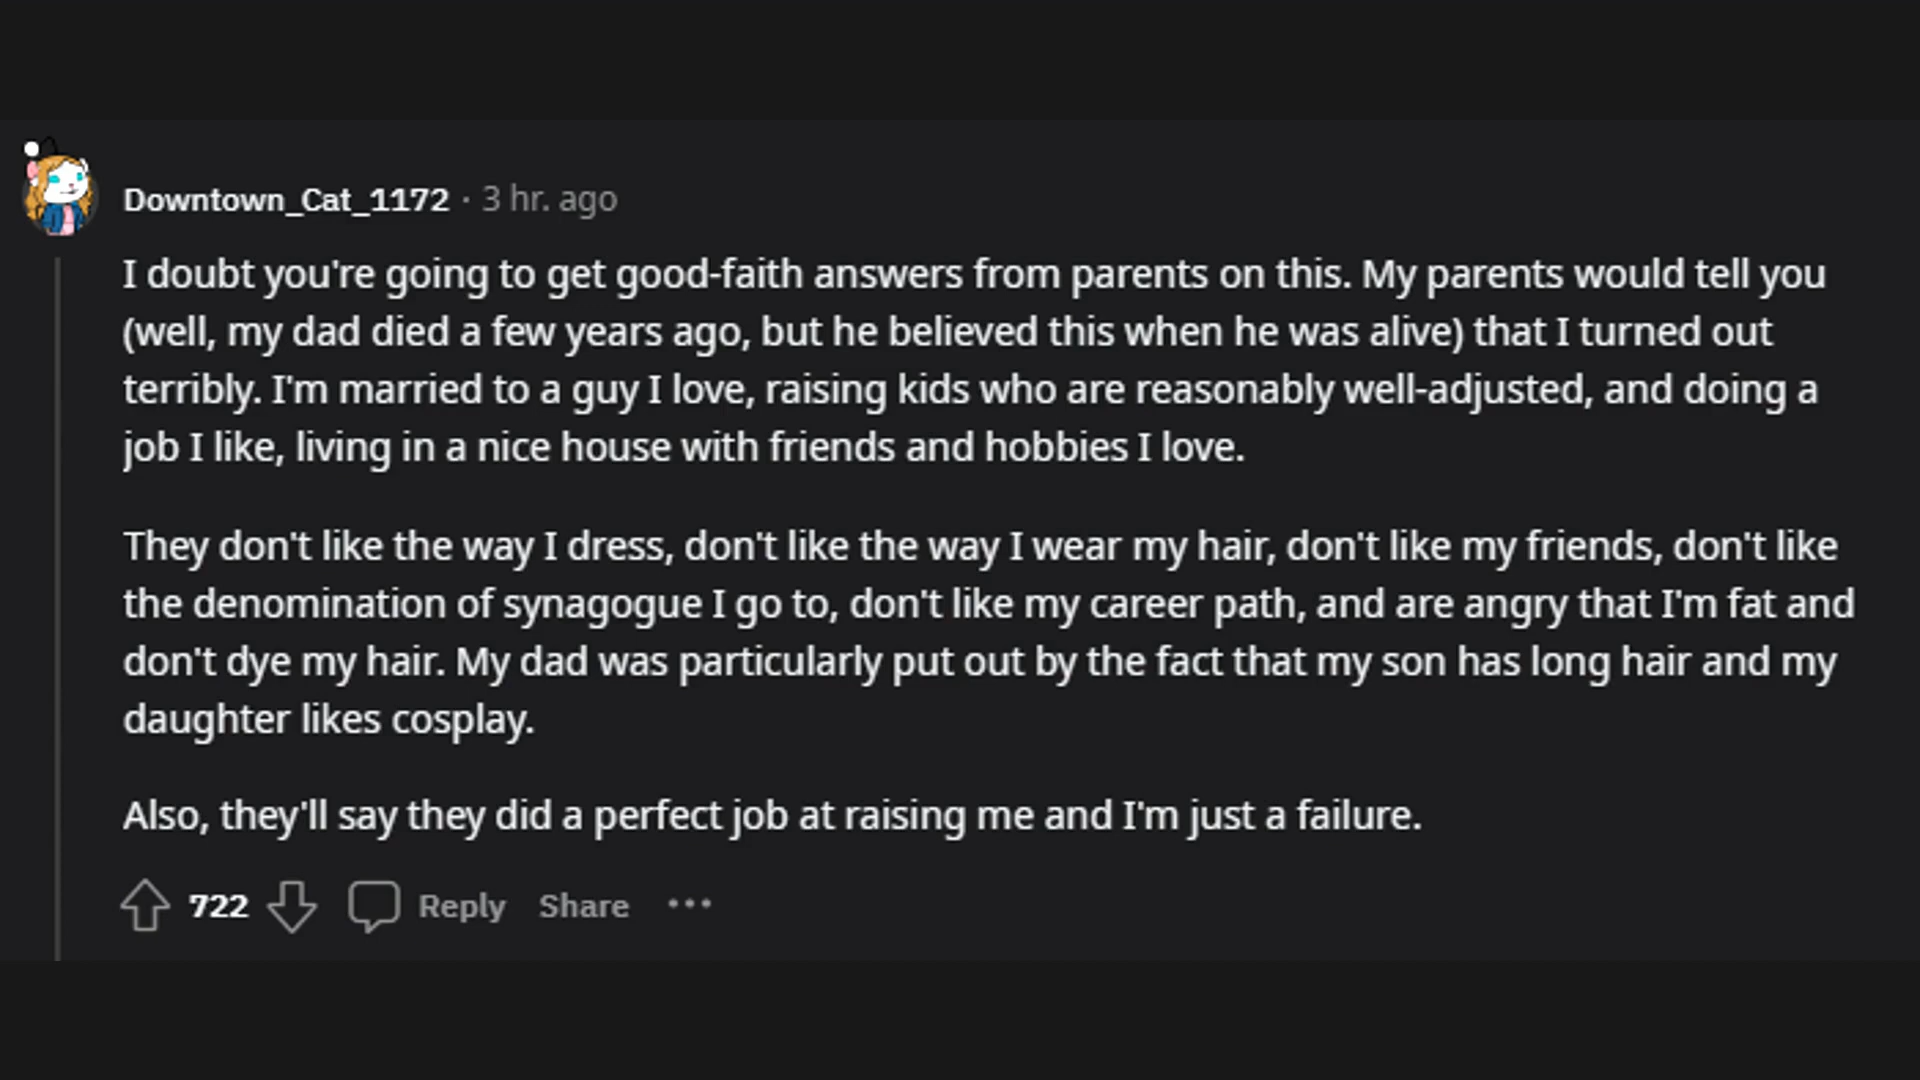 Downtown_Cat_1172 · 3 hr. ago
I doubt you're going to get good-faith answers from parents on this. My parents would tell you
(well, my dad died a few years ago, but he believed this when he was alive) that I turned out
terribly. I'm married to a guy I love, raising kids who are reasonably well-adjusted, and doing a
job I like, living in a nice house with friends and hobbies I love.
They don't like the way I dress, don't like the way I wear my hair, don't like my friends, don't like
the denomination of synagogue I go to, don't like my career path, and are angry that I'm fat and
don't dye my hair. My dad was particularly put out by the fact that my son has long hair and my
daughter likes cosplay.
Also, they'll say they did a perfect job at raising me and I'm just a failure.
722 Reply Share ···